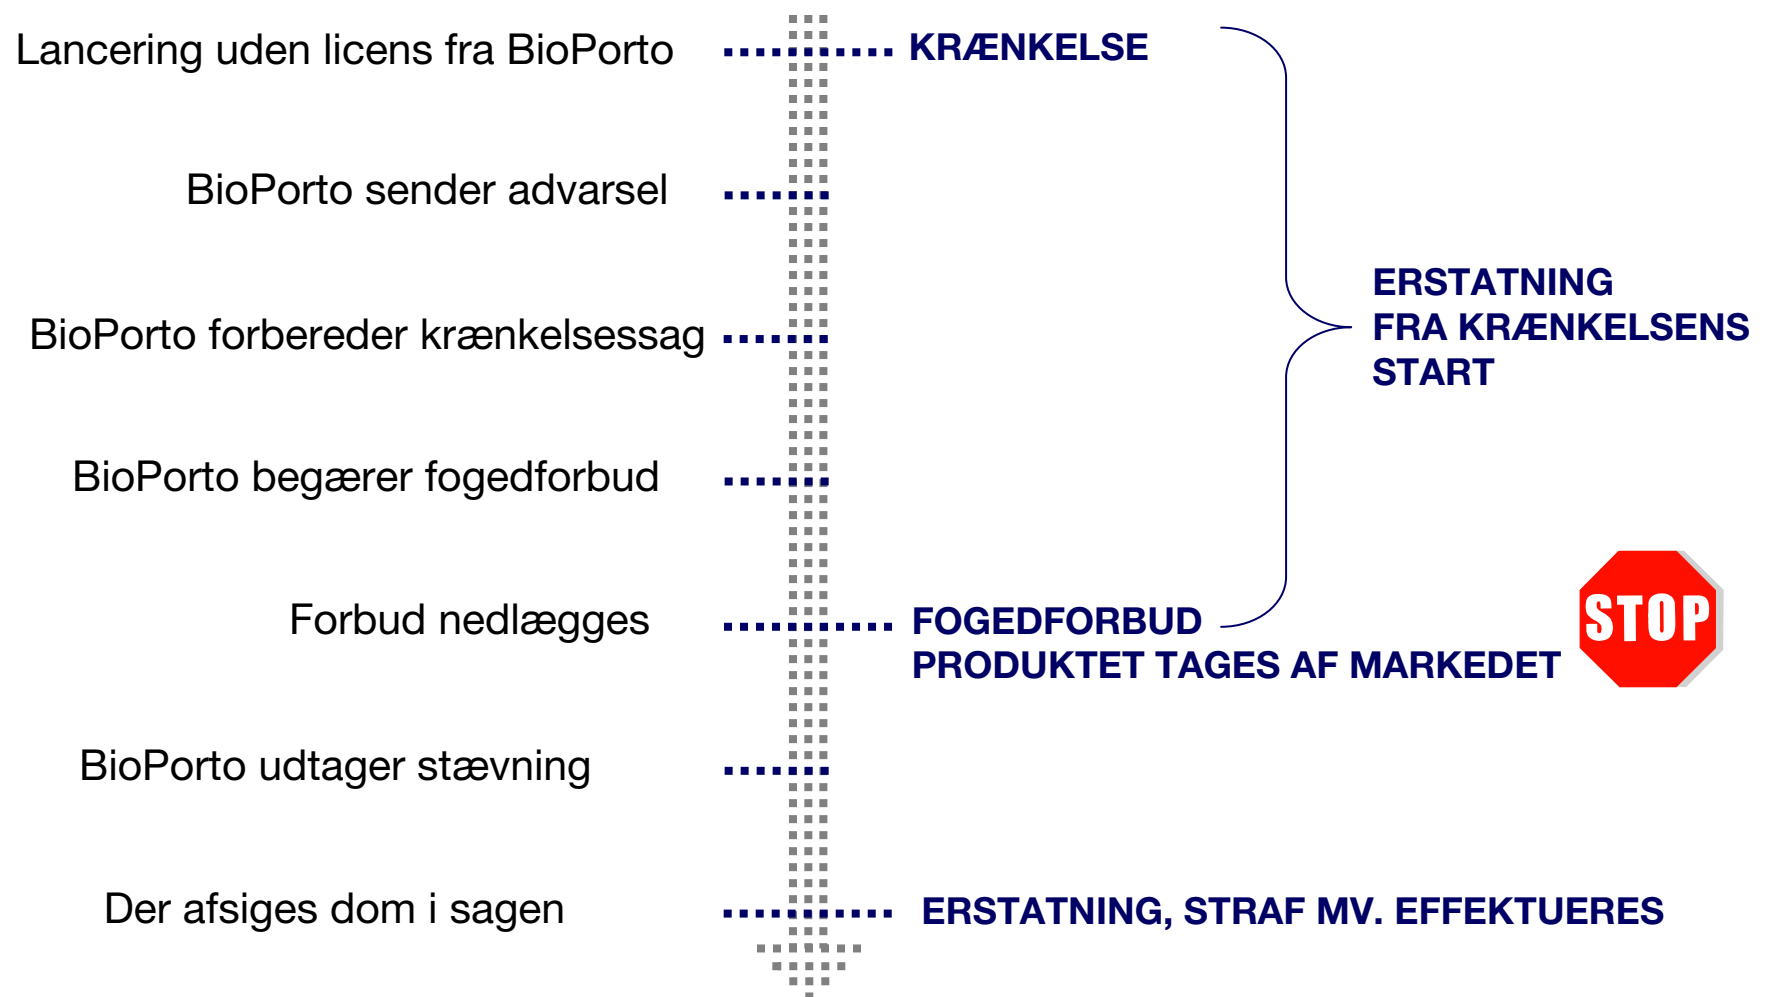 Lancering uden licens fra BioPorto
KRÆNKELSE
BioPorto sender advarsel
ERSTATNING
FRA KRÆNKELSENS
START
BioPorto forbereder krænkelsessag
BioPorto begærer fogedforbud
Forbud nedlægges
FOGEDFORBUD
PRODUKTET TAGES AF MARKEDET
STOP
BioPorto udtager stævning
Der afsiges dom i sagen
ERSTATNING, STRAF MV. EFFEKTUERES